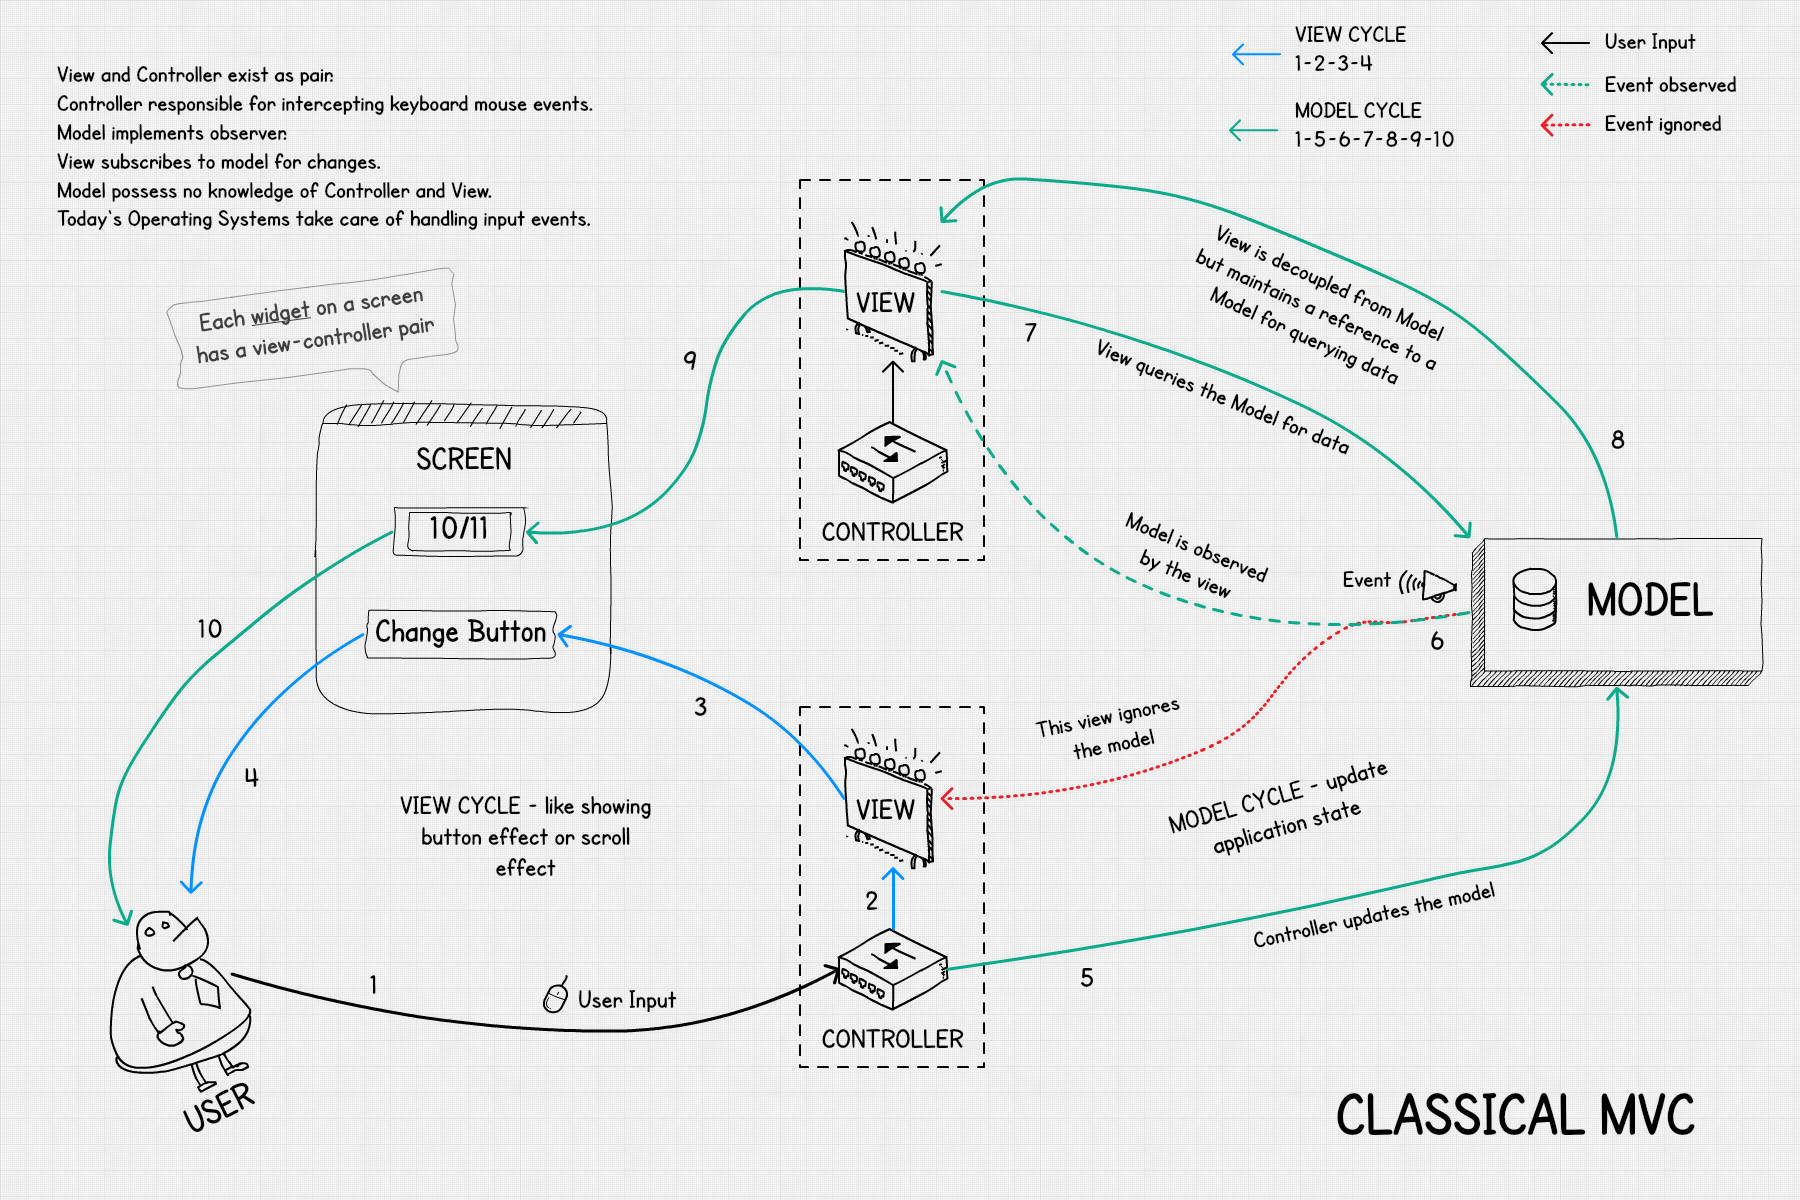 View and Controller exist as pair.
Controller responsible for intercepting keyboard mouse events.
Model implements observer.
View subscribes to model for changes.
Model possess no knowledge of Controller and View.
Today's Operating Systems take care of handling input events.
VIEW CYCLE
1-2-3-4
MODEL CYCLE
1-5-6-7-8-9-10
User Input
Event observed
Event ignored
Each widget on a screen
has a view-controller pair
SCREEN
10/11
Change Button
VIEW
CONTROLLER
9
7
View is decoupled from Model
but maintains a reference to a
Model for querying data
View queries the Model for data
8
Model is observed
by the view
Event
6
MODEL
10
4
3
This view ignores
the model
MODEL CYCLE - update
application state
VIEW CYCLE - like showing
button effect or scroll
effect
VIEW
2
CONTROLLER
Controller updates the model
5
1
User Input
USER
CLASSICAL MVC